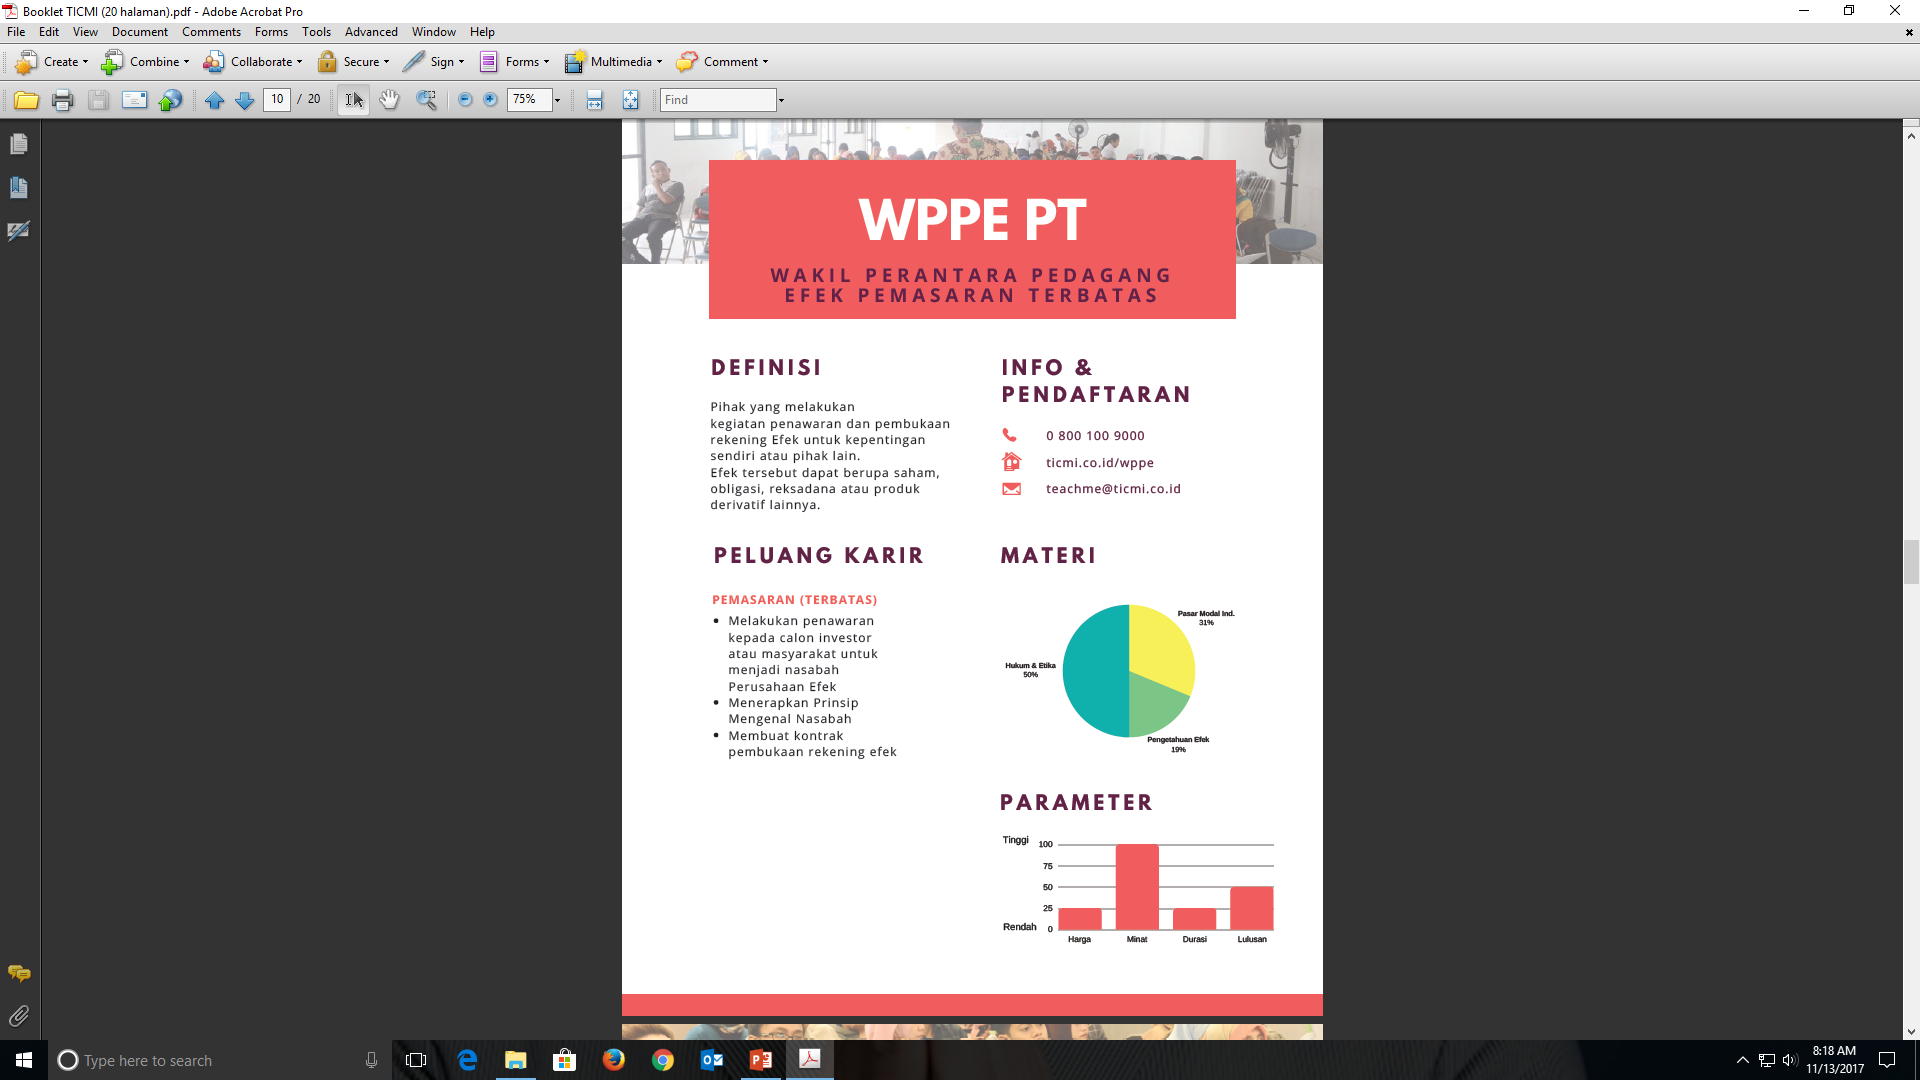 Booklet TICMI (20 halaman).pdf - Adobe Acrobat Pro
File Edit View Document Comments Forms Tools Advanced Window Help
Create Combine Collaborate Secure Sign Forms Multimedia Comment
10 / 20 75% Find
WPPE PT
WAKIL PERANTARA PEDAGANG
EFEK PEMASARAN TERBATAS
DEFINISI
Pihak yang melakukan
kegiatan penawaran dan pembukaan
rekening Efek untuk kepentingan
sendiri atau pihak lain.
Efek tersebut dapat berupa saham,
obligasi, reksadana atau produk
derivatif lainnya.
INFO &
PENDAFTARAN
0 800 100 9000
ticmi.co.id/wppe
teachme@ticmi.co.id
PELUANG KARIR
PEMASARAN (TERBATAS)
• Melakukan penawaran
kepada calon investor
atau masyarakat untuk
menjadi nasabah
Perusahaan Efek
• Menerapkan Prinsip
Mengenal Nasabah
• Membuat kontrak
pembukaan rekening efek
MATERI
Pasar Modal Ind.
31%
Hukum & Etika
50%
Pengetahuan Efek
19%
PARAMETER
Tinggi 100
75
50
25
Rendah 0
Harga Minat Durasi Lulusan
Type here to search
8:18 AM
11/13/2017